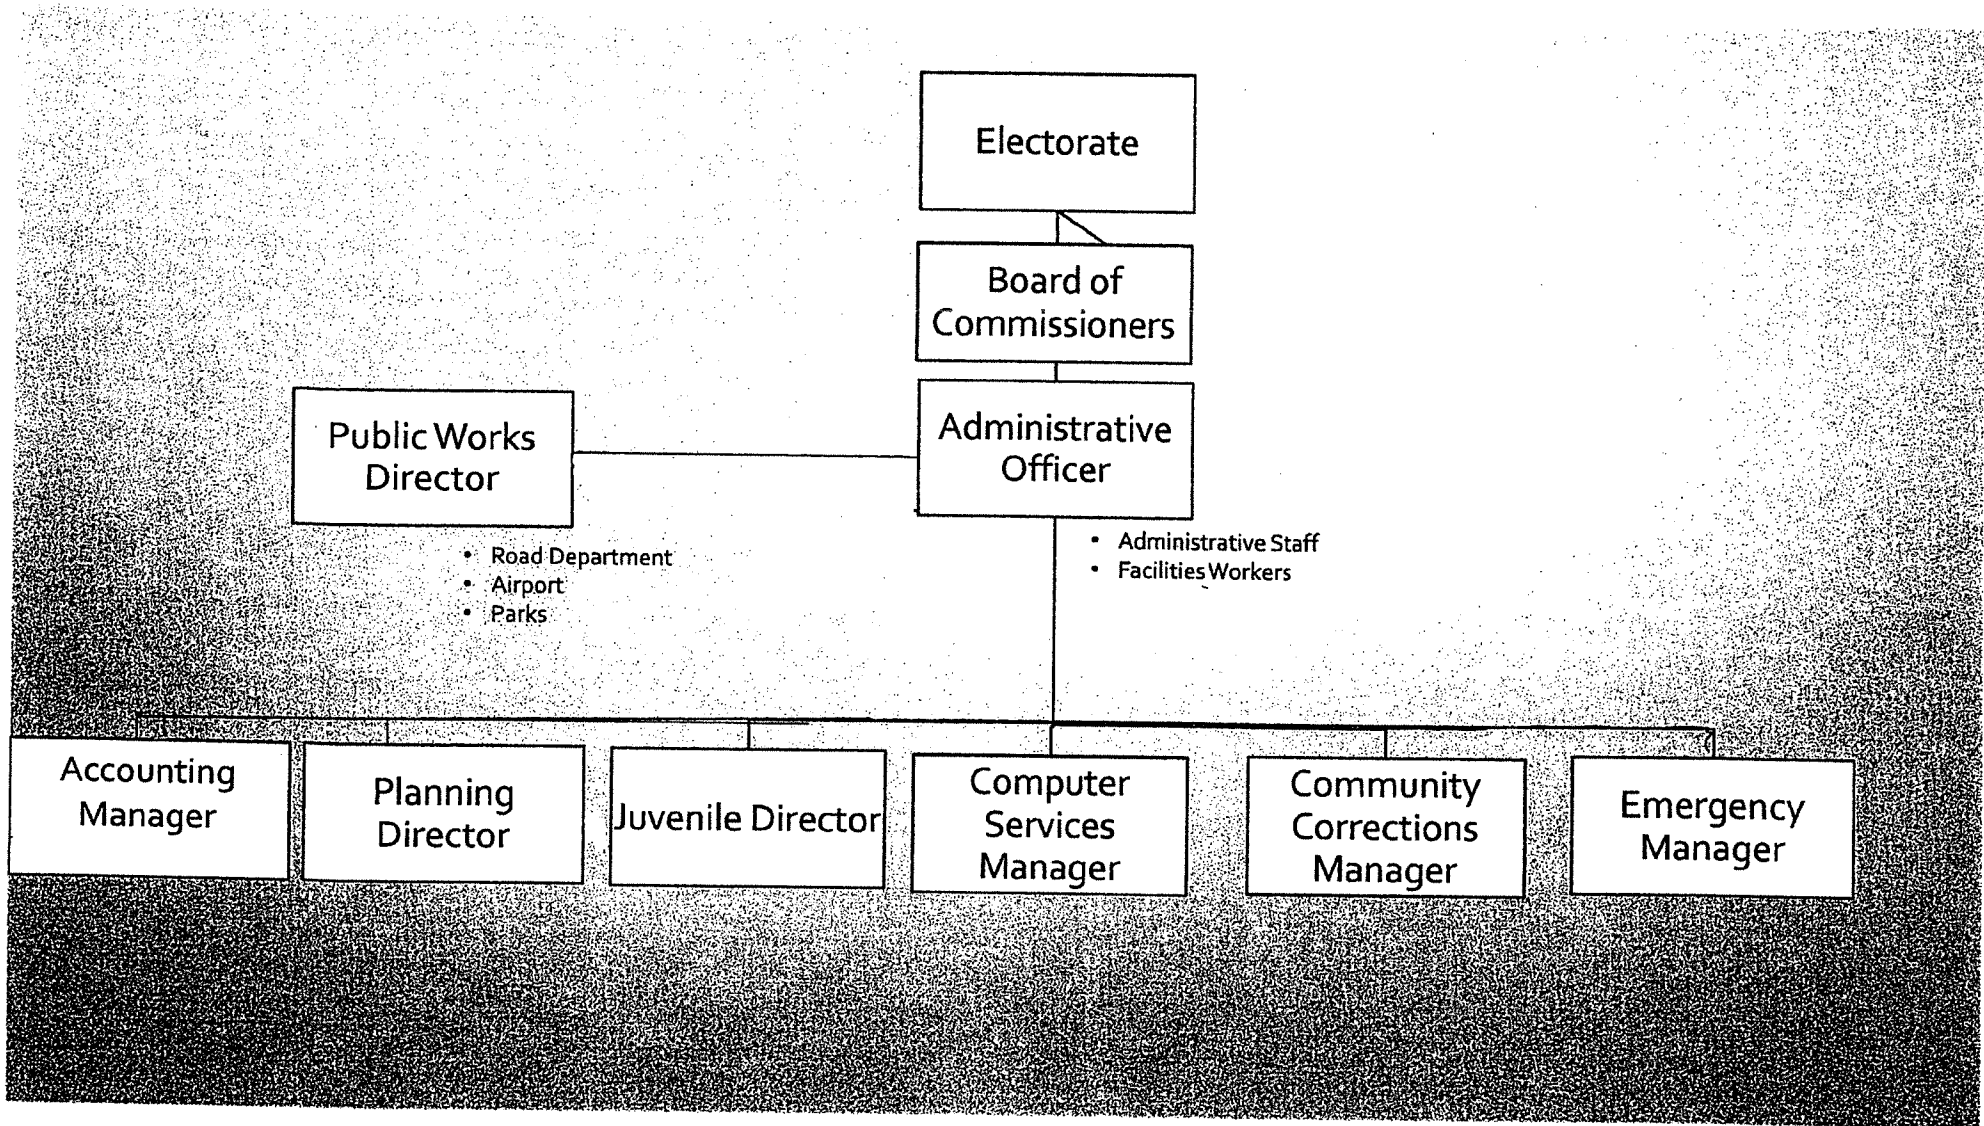 Electorate
Board of
Commissioners
Public Works
Director
Administrative
Officer
• Road Department
• Airport
• Parks
• Administrative Staff
• Facilities Workers
Accounting
Manager
Planning
Director
Juvenile Director
Computer
Services
Manager
Community
Corrections
Manager
Emergency
Manager